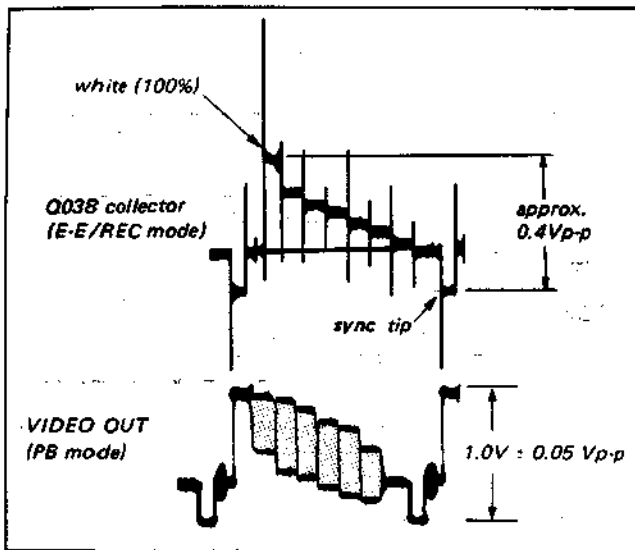 white (100%)
Q03B collector
(E-E/REC mode)
approx.
0.4Vp-p
sync tip
VIDEO OUT
(PB mode)
1.0V ± 0.05 Vp-p